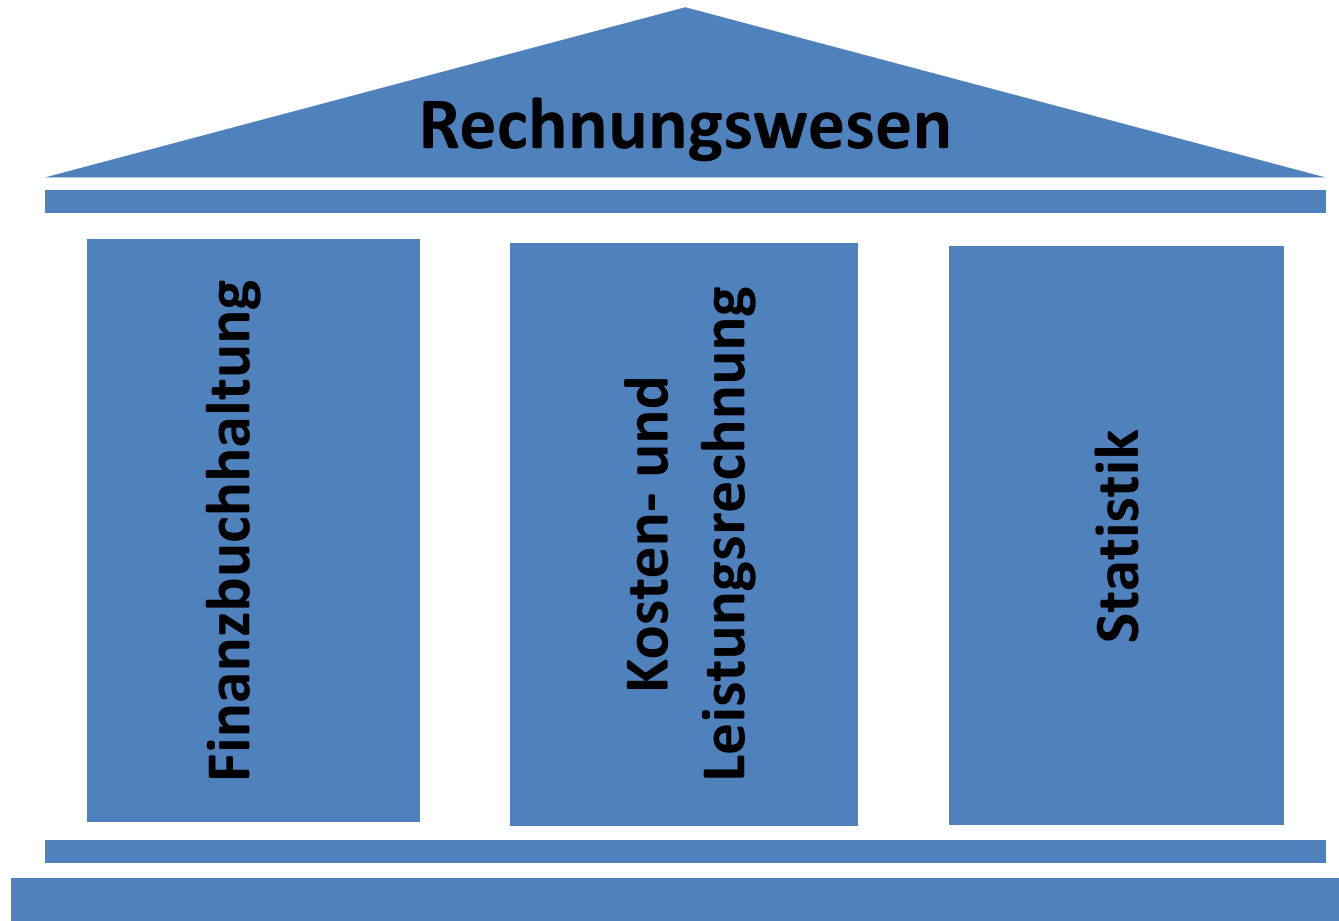 Rechnungswesen
Finanzbuchhaltung
Kosten- und
Leistungsrechnung
Statistik